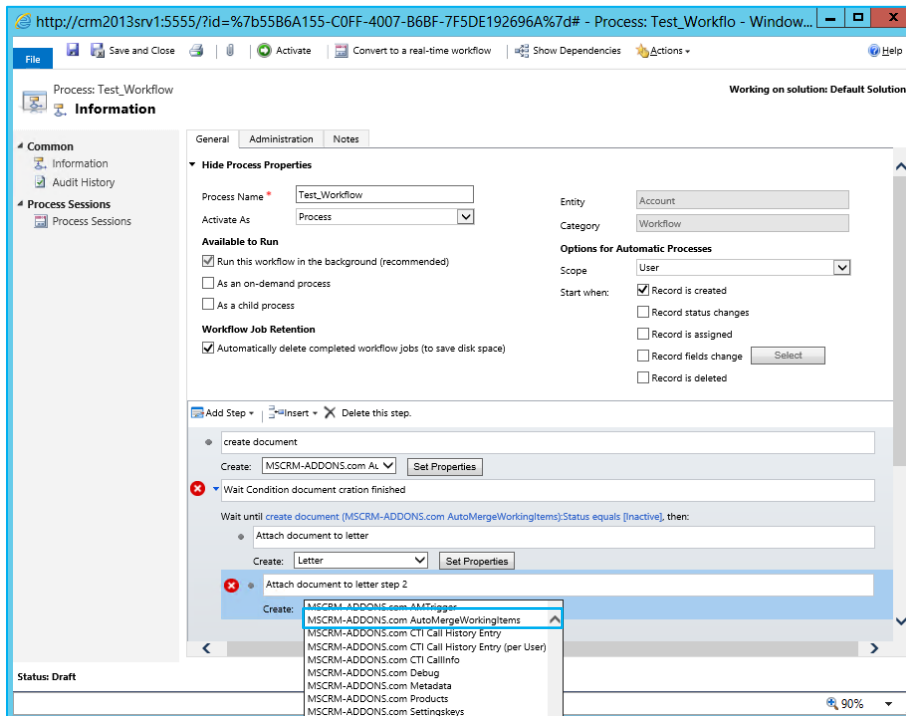 http://crm2013srv1:5555/?id=%7b55B6A155-C0FF-4007-B6BF-7F5DE192696A%7d# - Process: Test_Workflo - Window...
File
Save and Close
Activate
Convert to a real-time workflow
Show Dependencies
Actions
Help
Process: Test_Workflow
Information
Working on solution: Default Solution
Common
Information
Audit History
Process Sessions
Process Sessions
General Administration Notes
Hide Process Properties
Process Name * Test_Workflow
Activate As Process
Available to Run
Run this workflow in the background (recommended)
As an on-demand process
As a child process
Workflow Job Retention
Automatically delete completed workflow jobs (to save disk space)
Entity Account
Category Workflow
Options for Automatic Processes
Scope User
Start when: Record is created
Record status changes
Record is assigned
Record fields change Select
Record is deleted
Add Step Insert Delete this step.
create document
Create: MSCRM-ADDONS.com Au Set Properties
Wait Condition document cration finished
Wait until create document (MSCRM-ADDONS.com AutoMergeWorkingItems):Status equals [Inactive], then:
Attach document to letter
Create: Letter Set Properties
Attach document to letter step 2
Create: MSCRM-ADDONS.com AMTrigger
MSCRM-ADDONS.com AutoMergeWorkingItems
MSCRM-ADDONS.com CTI Call History Entry
MSCRM-ADDONS.com CTI Call History Entry (per User)
MSCRM-ADDONS.com CTI CallInfo
MSCRM-ADDONS.com Debug
MSCRM-ADDONS.com Metadata
MSCRM-ADDONS.com Products
MSCRM-ADDONS.com Settingskeys
Status: Draft
90%